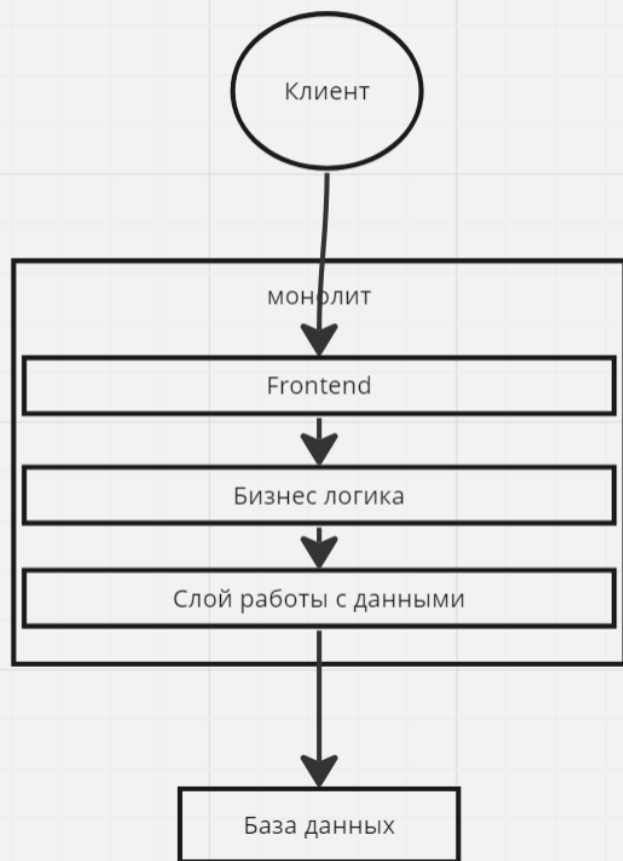 Клиент
монолит
Frontend
Бизнес логика
Слой работы с данными
База данных